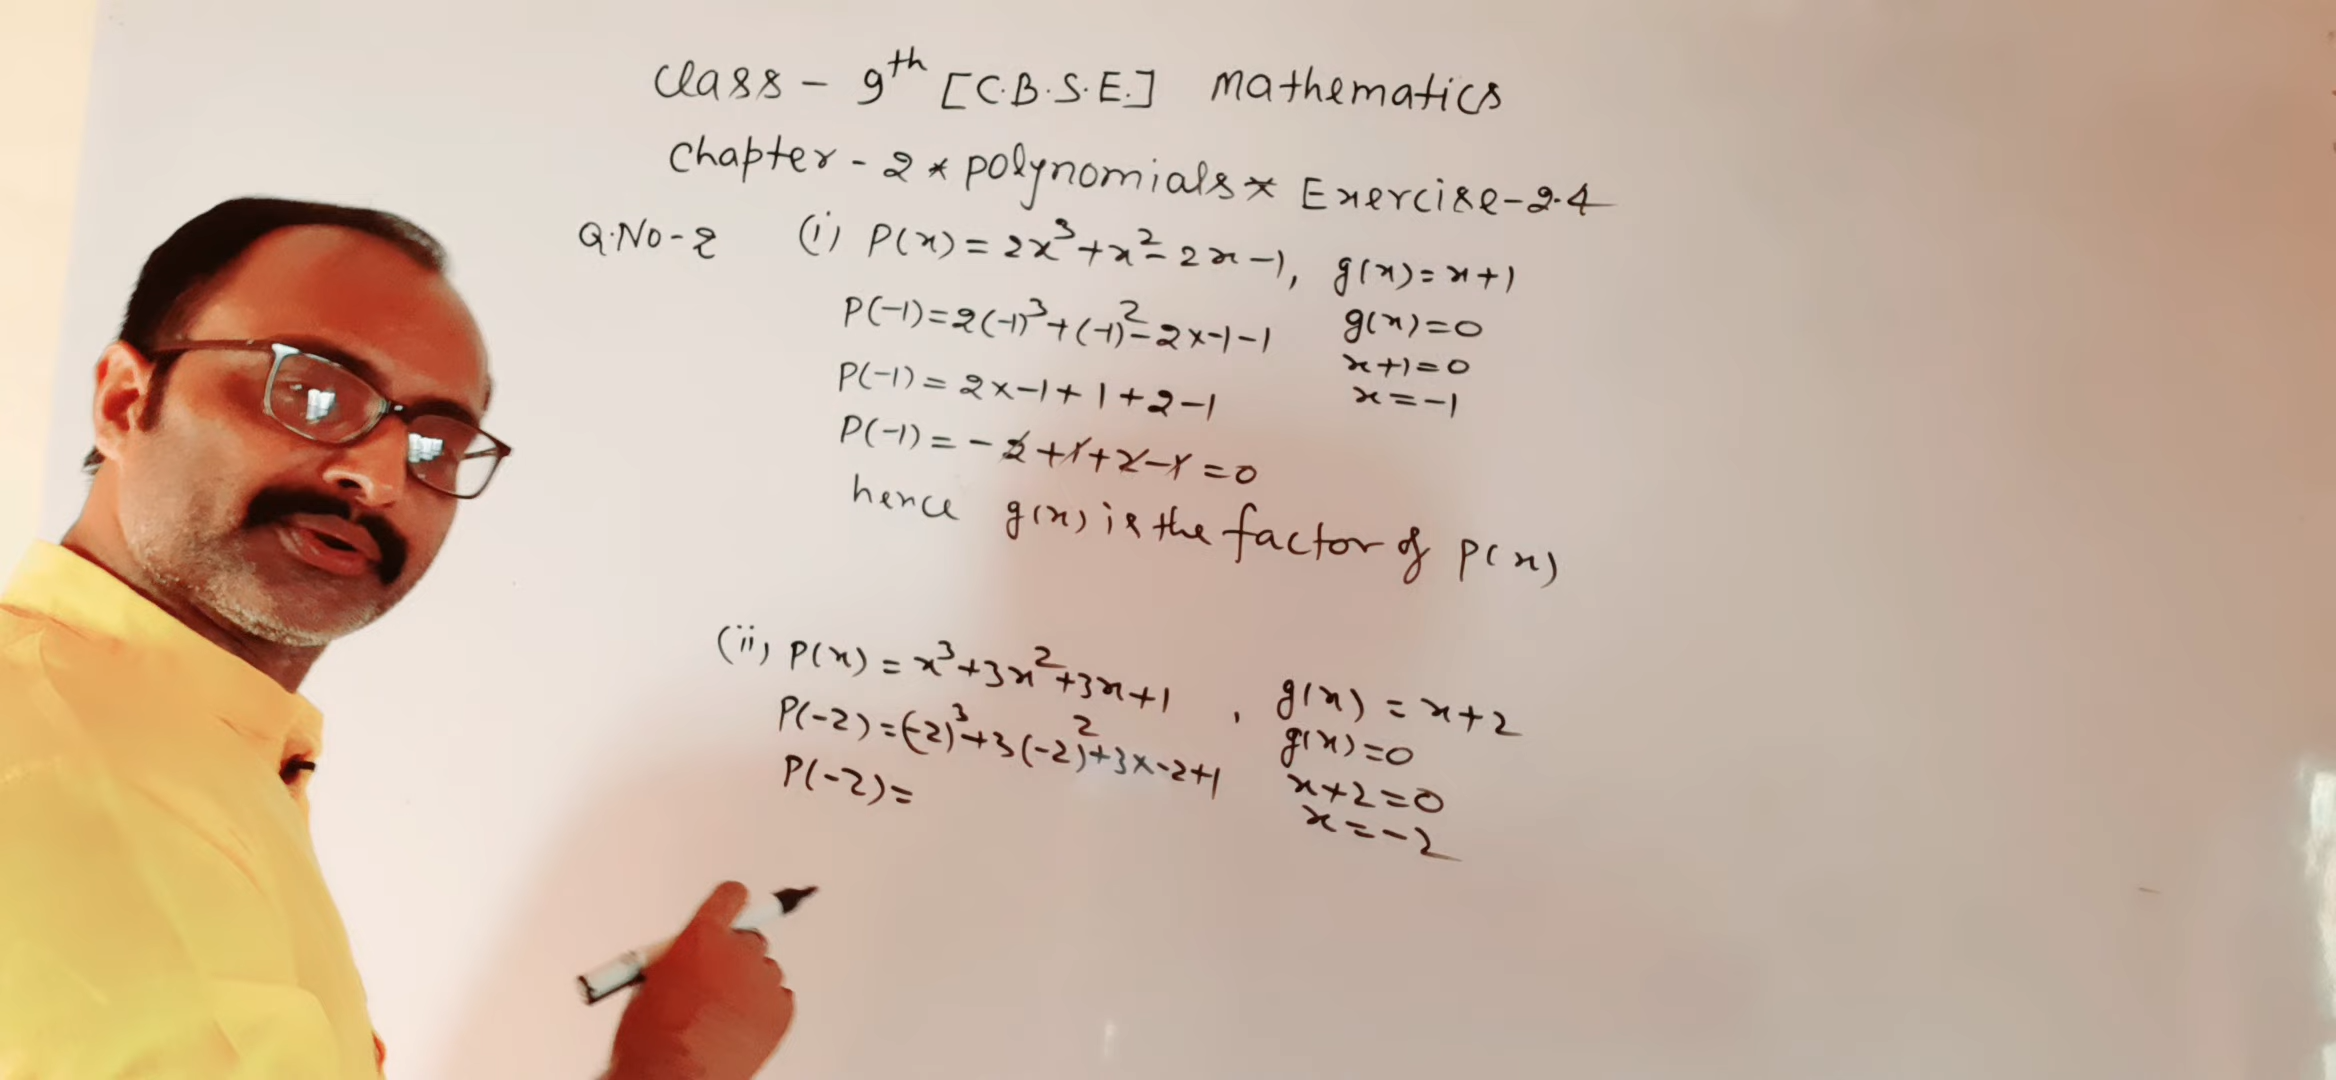 Class - 9th [C.B.S.E.] Mathematics
Chapter - 2 * polynomials * Exercise-2.4
Q.No-2 (i) P(x) = 2x³+x²-2x-1, g(x)=x+1
P(-1)=2(-1)³+(-1)²-2x-1-1 g(x)=0
x+1=0
P(-1) = 2x-1+1+2-1 x=-1
P(-1) = -2+1+2-1=0
hence g(x) is the factor of P(x)
(ii) P(x) = x³+3x²+3x+1 , g(x) = x+2
P(-2)=(-2)³+3(-2)²+3x-2+1 g(x)=0
P(-2)= x+2=0
x=-2